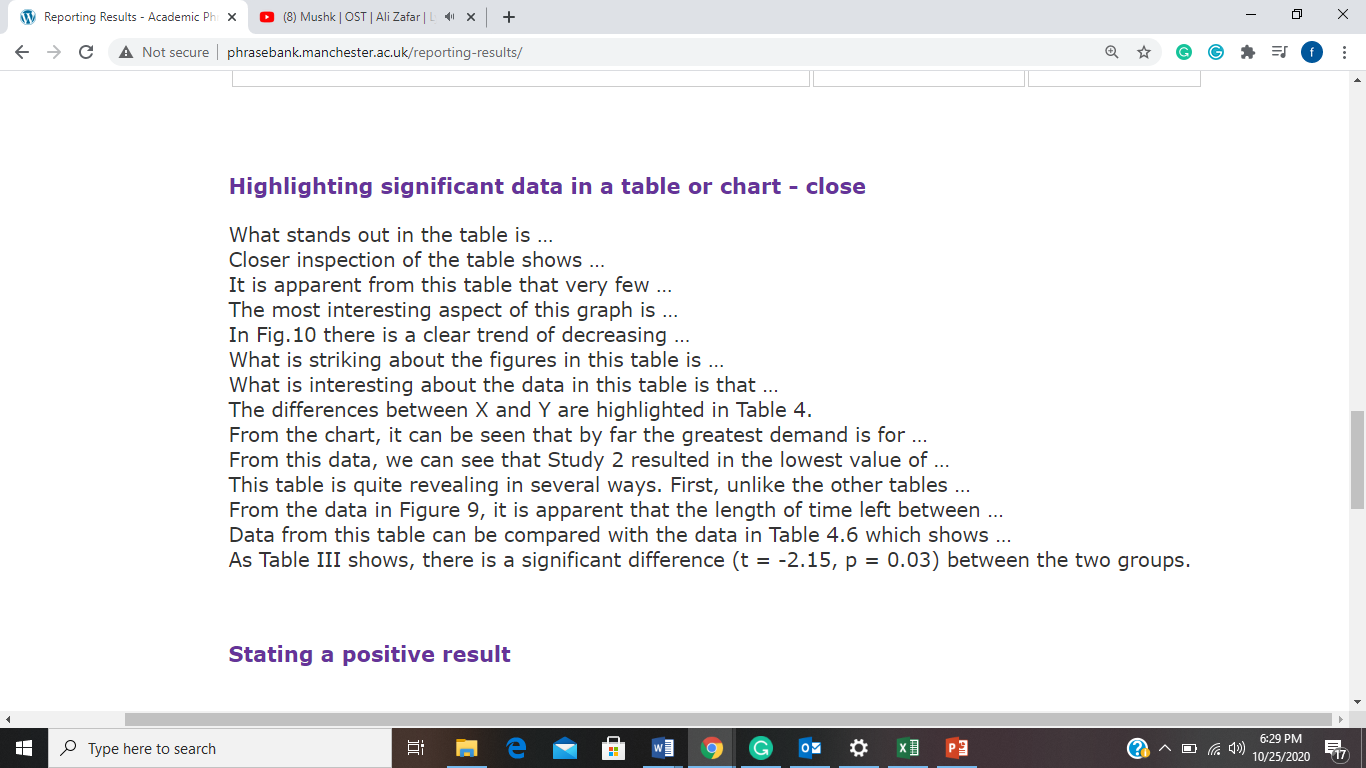 Reporting Results - Academic Ph
(8) Mushk | OST | Ali Zafar |
Not secure
phrasebank.manchester.ac.uk/reporting-results/
f
Highlighting significant data in a table or chart - close
What stands out in the table is …
Closer inspection of the table shows …
It is apparent from this table that very few …
The most interesting aspect of this graph is …
In Fig.10 there is a clear trend of decreasing …
What is striking about the figures in this table is …
What is interesting about the data in this table is that …
The differences between X and Y are highlighted in Table 4.
From the chart, it can be seen that by far the greatest demand is for …
From this data, we can see that Study 2 resulted in the lowest value of …
This table is quite revealing in several ways. First, unlike the other tables …
From the data in Figure 9, it is apparent that the length of time left between …
Data from this table can be compared with the data in Table 4.6 which shows …
As Table III shows, there is a significant difference (t = -2.15, p = 0.03) between the two groups.
Stating a positive result
Type here to search
6:29 PM
10/25/2020
17